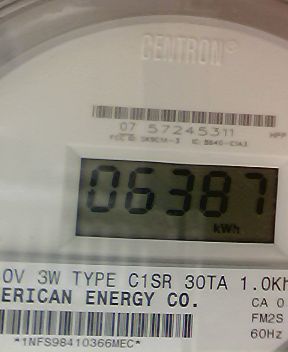 CENTRON®
07 57245311
06387
kWh
0V 3W TYPE C1SR 30TA 1.0Kh
ERICAN ENERGY CO.
CA 0
FM2S
60Hz
*1NFS98410366MEC*